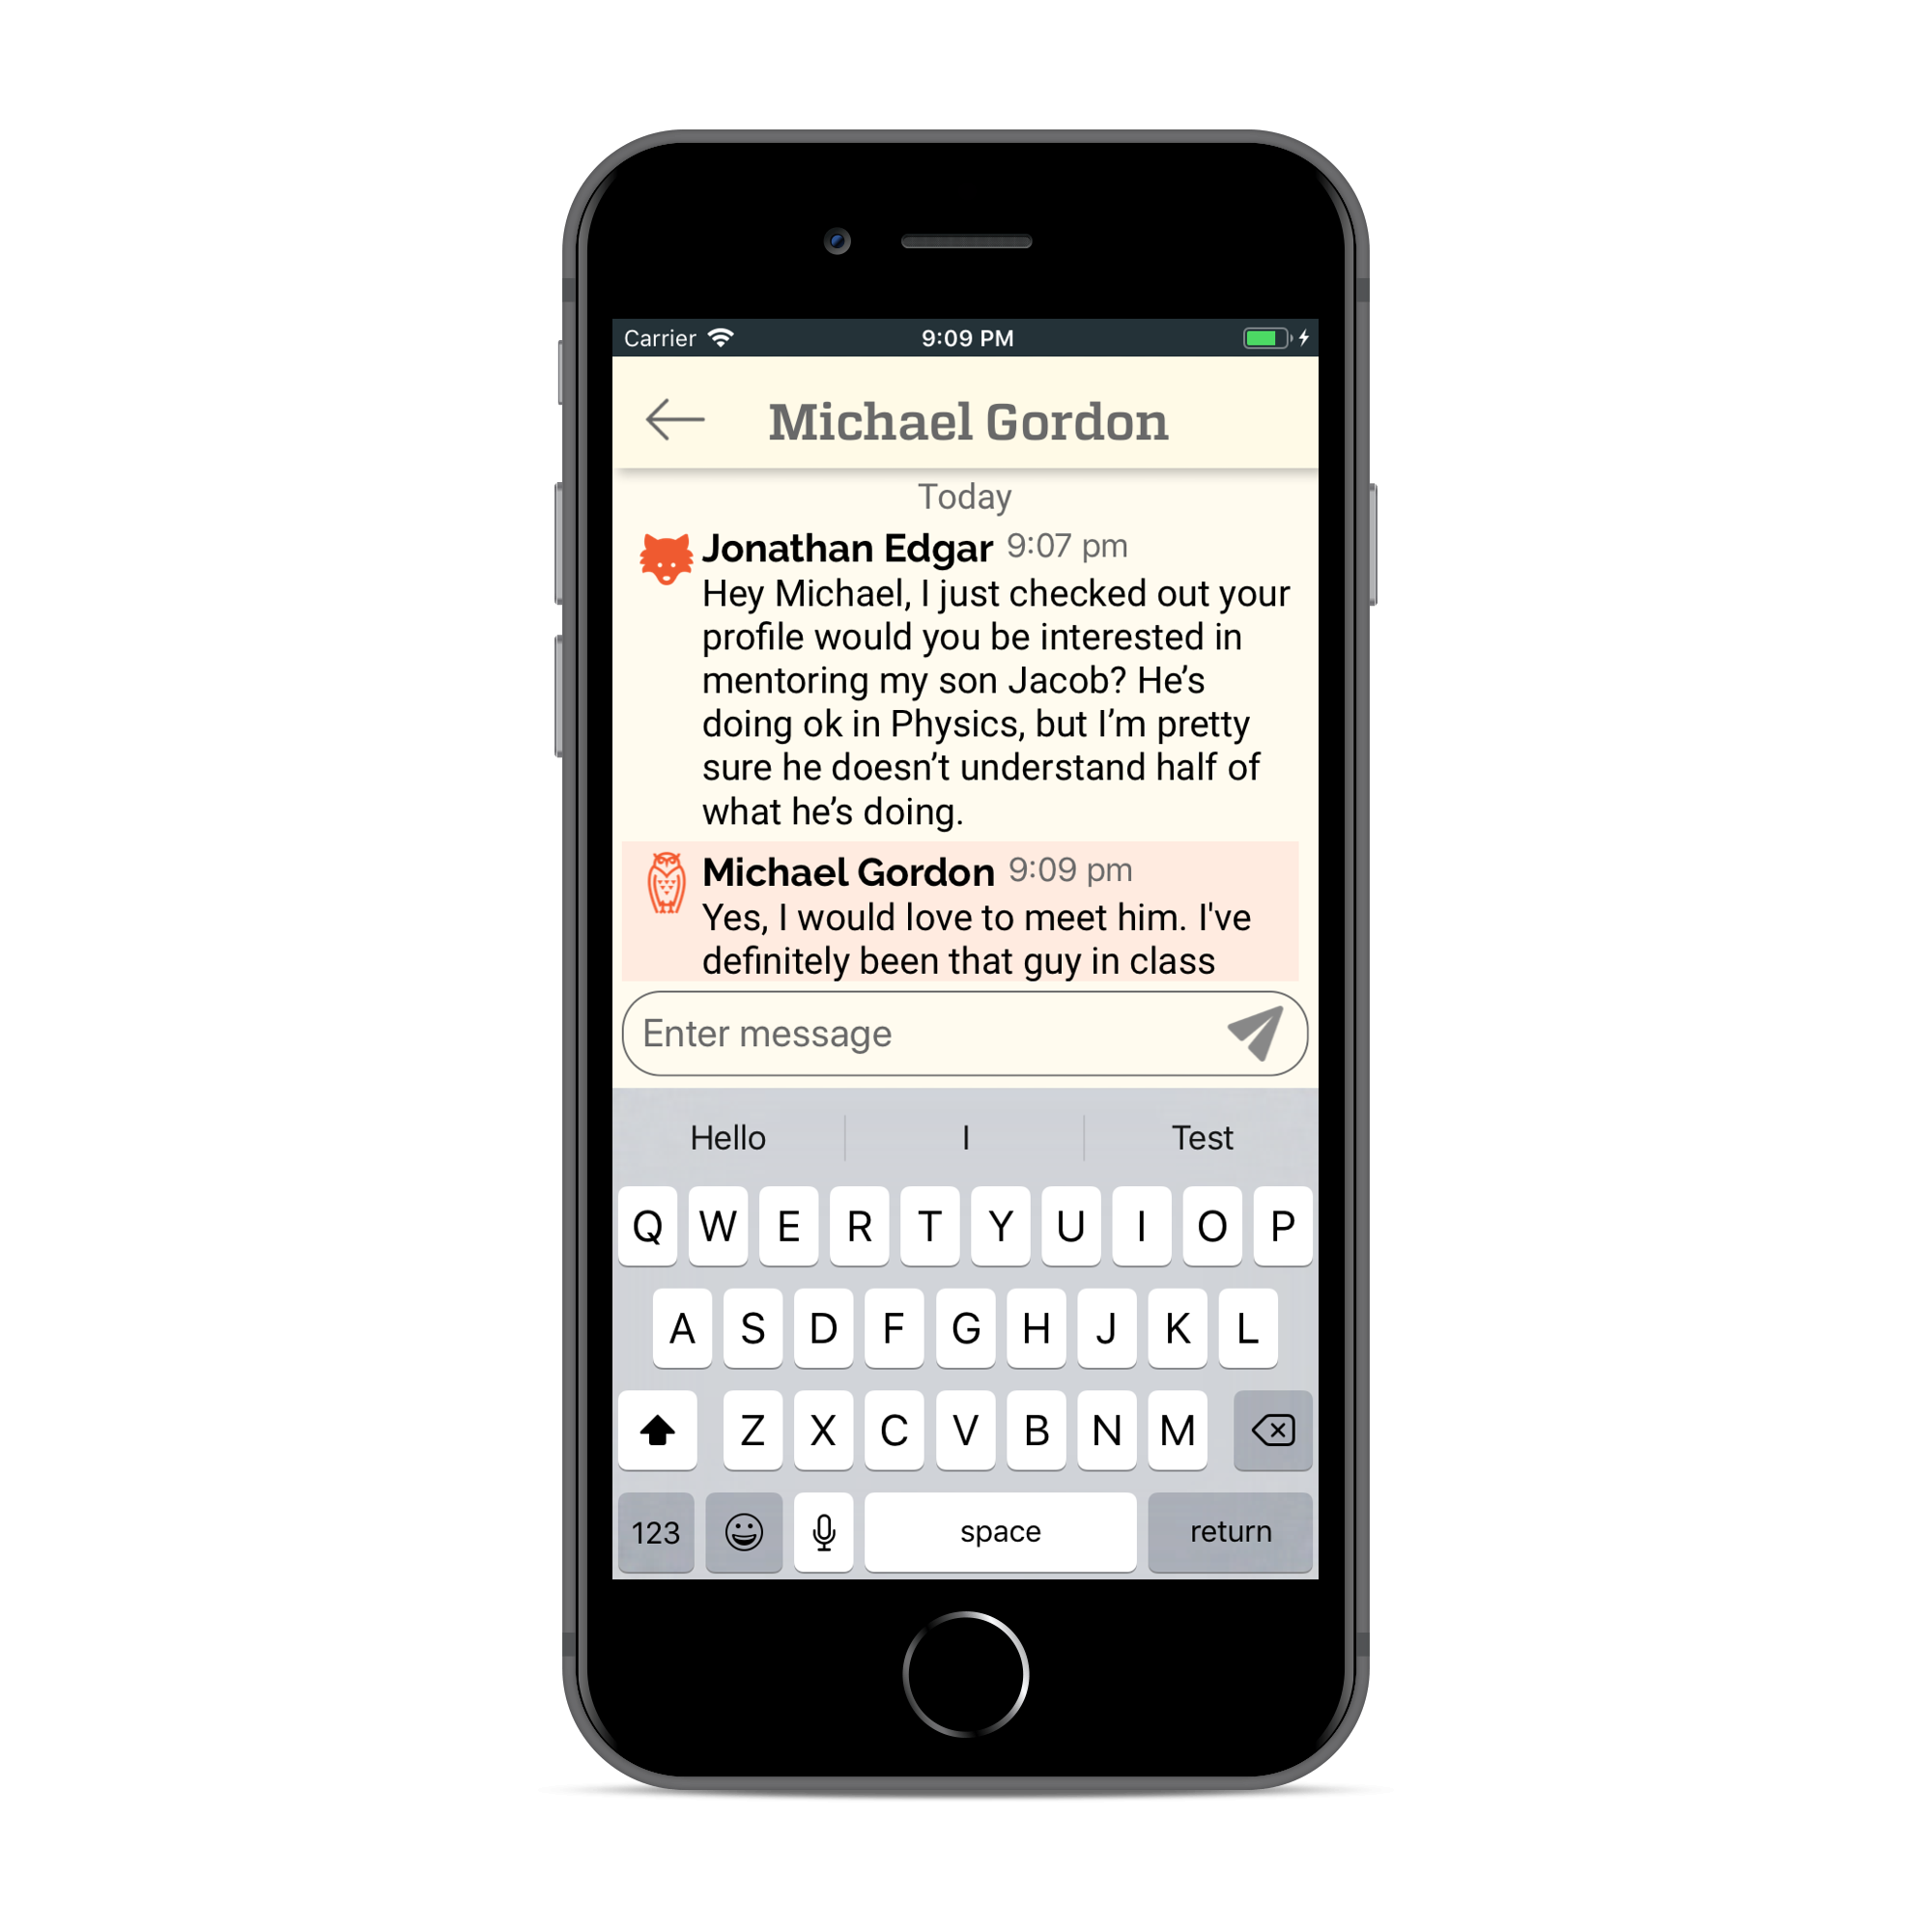 Carrier 9:09 PM
Michael Gordon
Today
Jonathan Edgar 9:07 pm
Hey Michael, I just checked out your
profile would you be interested in
mentoring my son Jacob? He’s
doing ok in Physics, but I’m pretty
sure he doesn’t understand half of
what he’s doing.
Michael Gordon 9:09 pm
Yes, I would love to meet him. I've
definitely been that guy in class
Enter message
Hello I Test
Q W E R T Y U I O P
A S D F G H J K L
Z X C V B N M
123 space return